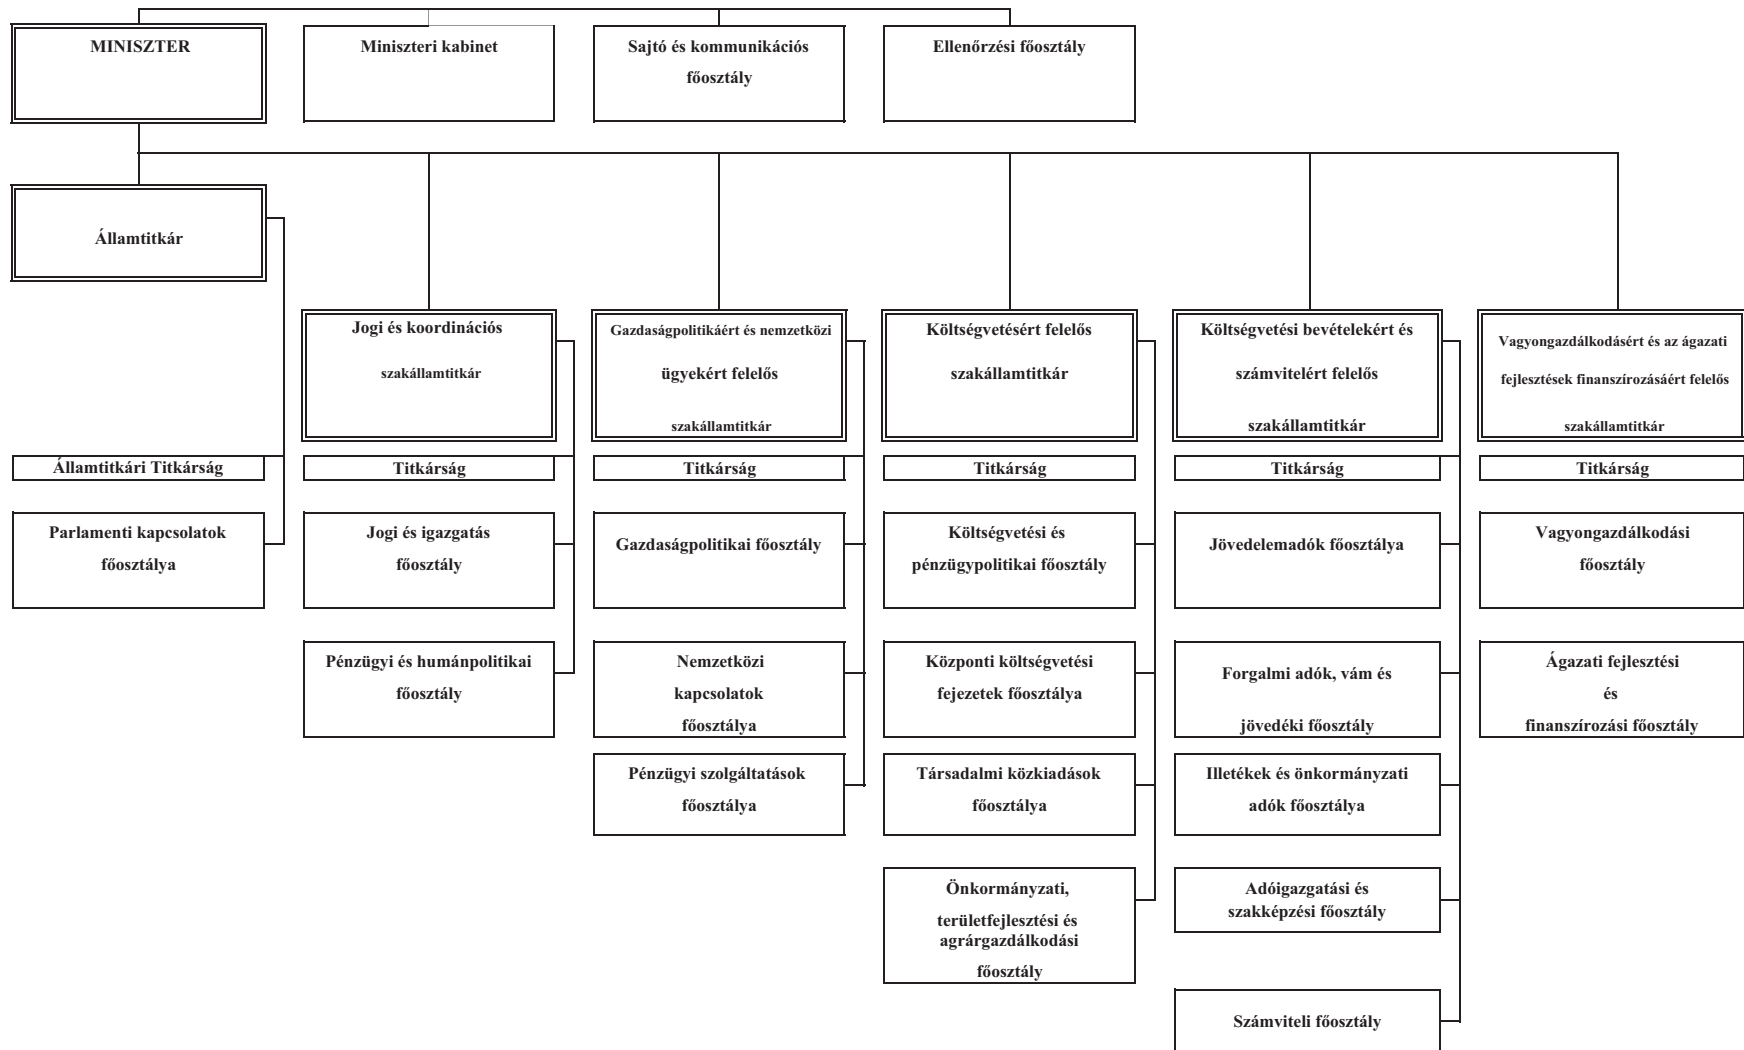 MINISZTER
Miniszteri kabinet
Sajtó és kommunikációs
főosztály
Ellenőrzési főosztály
Államtitkár
Államtitkári Titkárság
Parlamenti kapcsolatok
főosztálya
Jogi és koordinációs
szakállamtitkár
Titkárság
Jogi és igazgatás
főosztály
Pénzügyi és humánpolitikai
főosztály
Gazdaságpolitikáért és nemzetközi
ügyekért felelős
szakállamtitkár
Titkárság
Gazdaságpolitikai főosztály
Nemzetközi
kapcsolatok
főosztálya
Pénzügyi szolgáltatások
főosztálya
Költségvetésért felelős
szakállamtitkár
Titkárság
Költségvetési és
pénzügypolitikai főosztály
Központi költségvetési
fejezetek főosztálya
Társadalmi közkiadások
főosztálya
Önkormányzati,
területfejlesztési és
agrárgazdálkodási
főosztály
Költségvetési bevételekért és
számvitelért felelős
szakállamtitkár
Titkárság
Jövedelemadók főosztálya
Forgalmi adók, vám és
jövedéki főosztály
Illetékek és önkormányzati
adók főosztálya
Adóigazgatási és
szakképzési főosztály
Számviteli főosztály
Vagyongazdálkodásért és az ágazati
fejlesztések finanszírozásáért felelős
szakállamtitkár
Titkárság
Vagyongazdálkodási
főosztály
Ágazati fejlesztési
és
finanszírozási főosztály